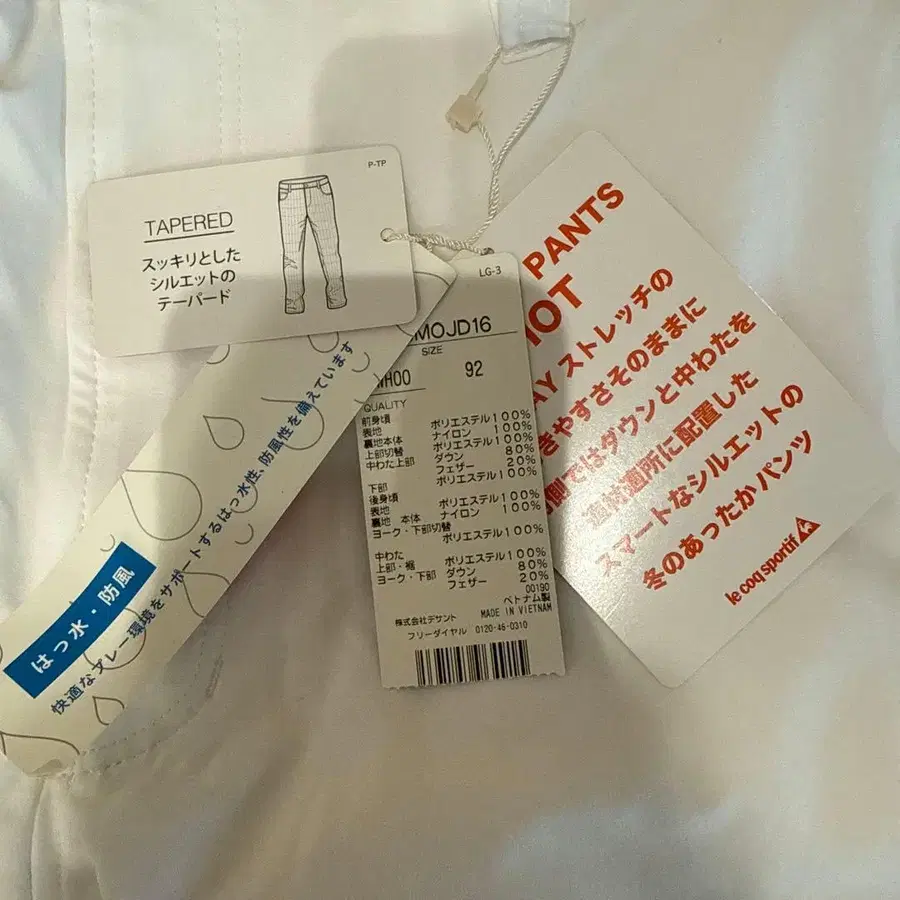 P-TP
TAPERED
スッキリとした
シルエットの
テーパード
はっ水・防風
快適なプレー環境をサポートするはっ水性、防風性を備えています
LG-3
MOJD16
SIZE
WH00 92
QUALITY
前身頃
表地 ポリエステル100%
裏地本体 ナイロン100%
上部切替 ポリエステル100%
中わた上部 ダウン 80%
フェザー 20%
下部 ポリエステル100%
後身頃
表地 ポリエステル100%
裏地 本体 ナイロン100%
ヨーク・下部切替
ポリエステル100%
中わた
上部・裾 ポリエステル100%
ヨーク・下部 ダウン 80%
フェザー 20%
00190
ベトナム製
株式会社デサント MADE IN VIETNAM
フリーダイヤル 0120-46-0310
PANTS
HOT
ストレッチの
きやすさそのままに
側ではダウンと中わたを
適所に配置した
スマートなシルエットの
冬のあったかパンツ
le coq sportif